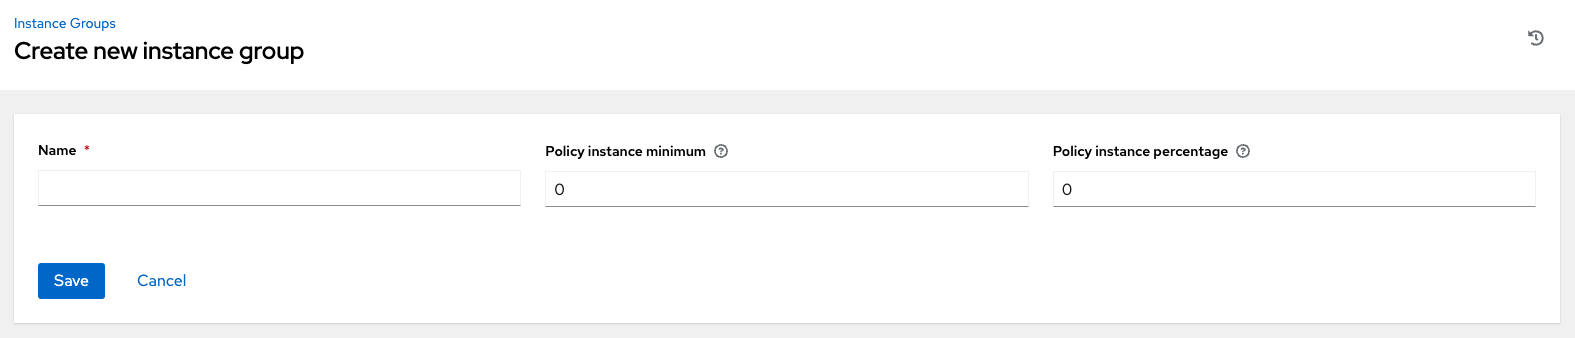 Instance Groups
Create new instance group
Name *
Policy instance minimum
Policy instance percentage
0
0
Save
Cancel